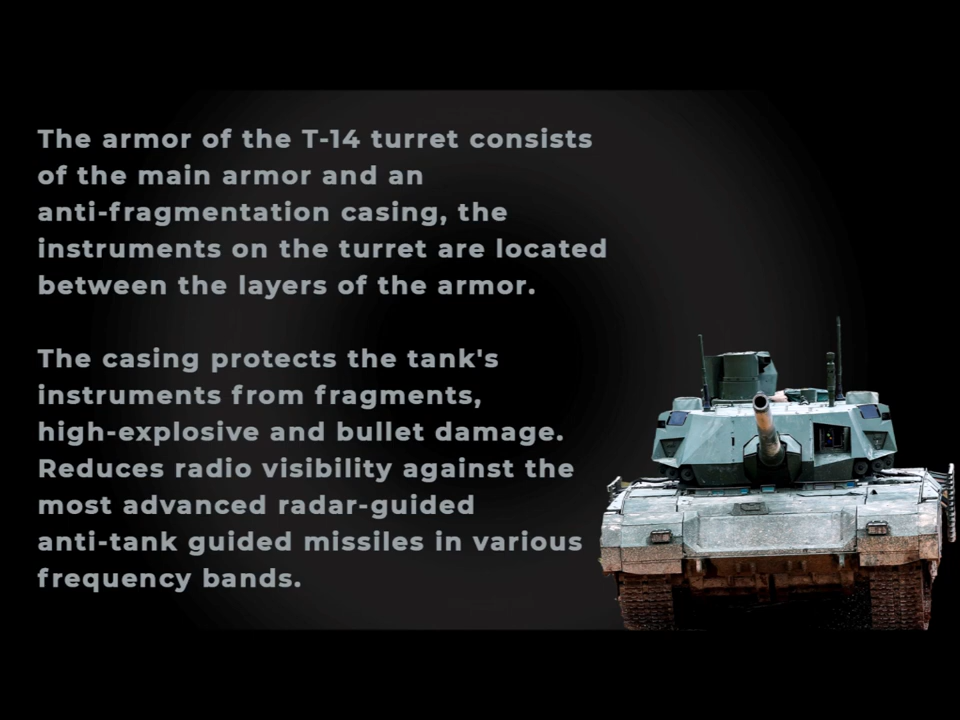 The armor of the T-14 turret consists
of the main armor and an
anti-fragmentation casing, the
instruments on the turret are located
between the layers of the armor.
The casing protects the tank's
instruments from fragments,
high-explosive and bullet damage.
Reduces radio visibility against the
most advanced radar-guided
anti-tank guided missiles in various
frequency bands.